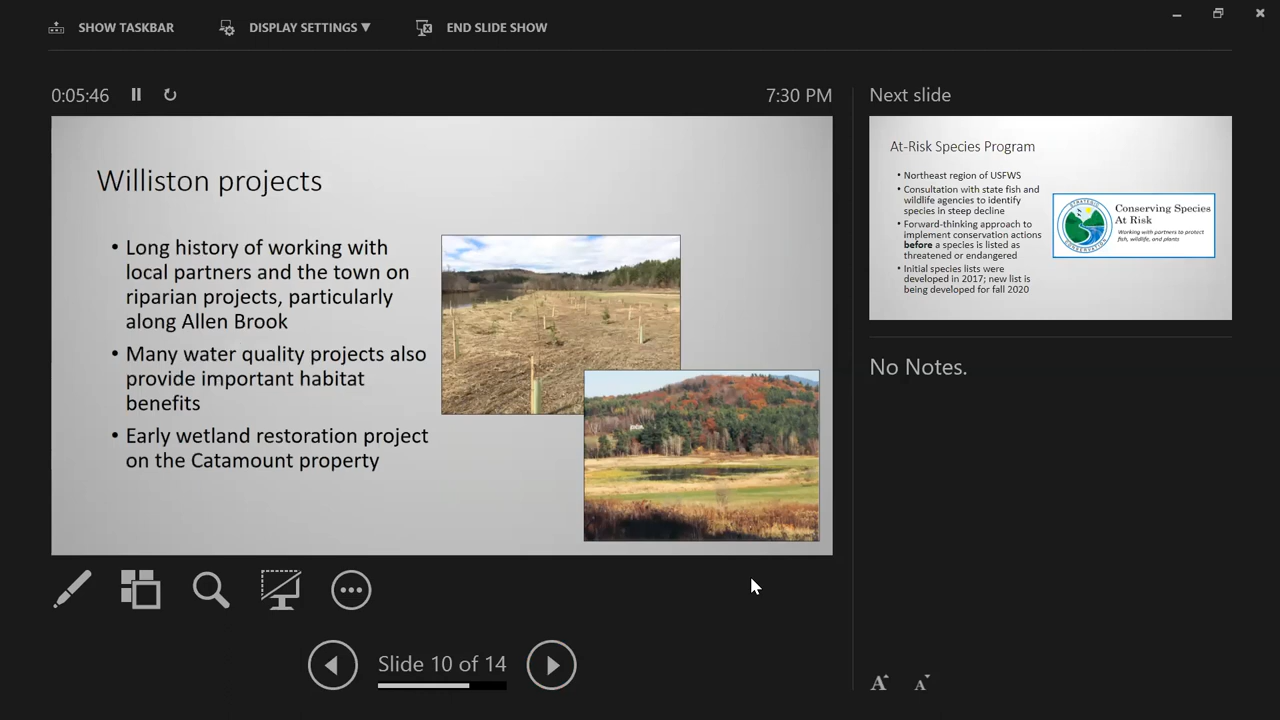 SHOW TASKBAR
DISPLAY SETTINGS ▼
END SLIDE SHOW
0:05:46
7:30 PM
Williston projects
• Long history of working with
local partners and the town on
riparian projects, particularly
along Allen Brook
• Many water quality projects also
provide important habitat
benefits
• Early wetland restoration project
on the Catamount property
Slide 10 of 14
Next slide
At-Risk Species Program
• Northeast region of USFWS
• Consultation with state fish and
wildlife agencies to identify
species in steep decline
• Forward-thinking approach to
implement conservation actions
before a species is listed as
threatened or endangered
• Initial species lists were
developed in 2017; new list is
being developed for fall 2020
STRATEGIC
CONSERVATION
Conserving Species
At Risk
Working with partners to protect
fish, wildlife, and plants
No Notes.
A
A